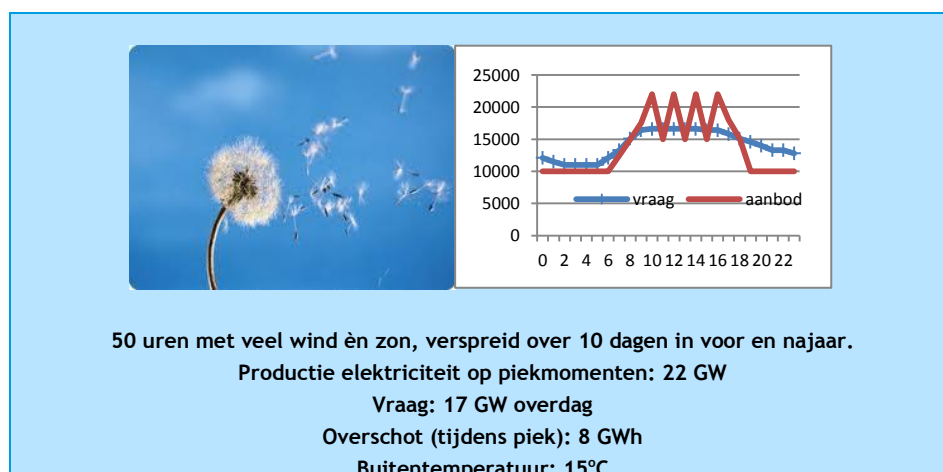 25000
20000
15000
10000
5000
0
vraag aanbod
0 2 4 6 8 10 12 14 16 18 20 22
50 uren met veel wind èn zon, verspreid over 10 dagen in voor en najaar.
Productie elektriciteit op piekmomenten: 22 GW
Vraag: 17 GW overdag
Overschot (tijdens piek): 8 GWh
Buitentemperatuur: 15°C